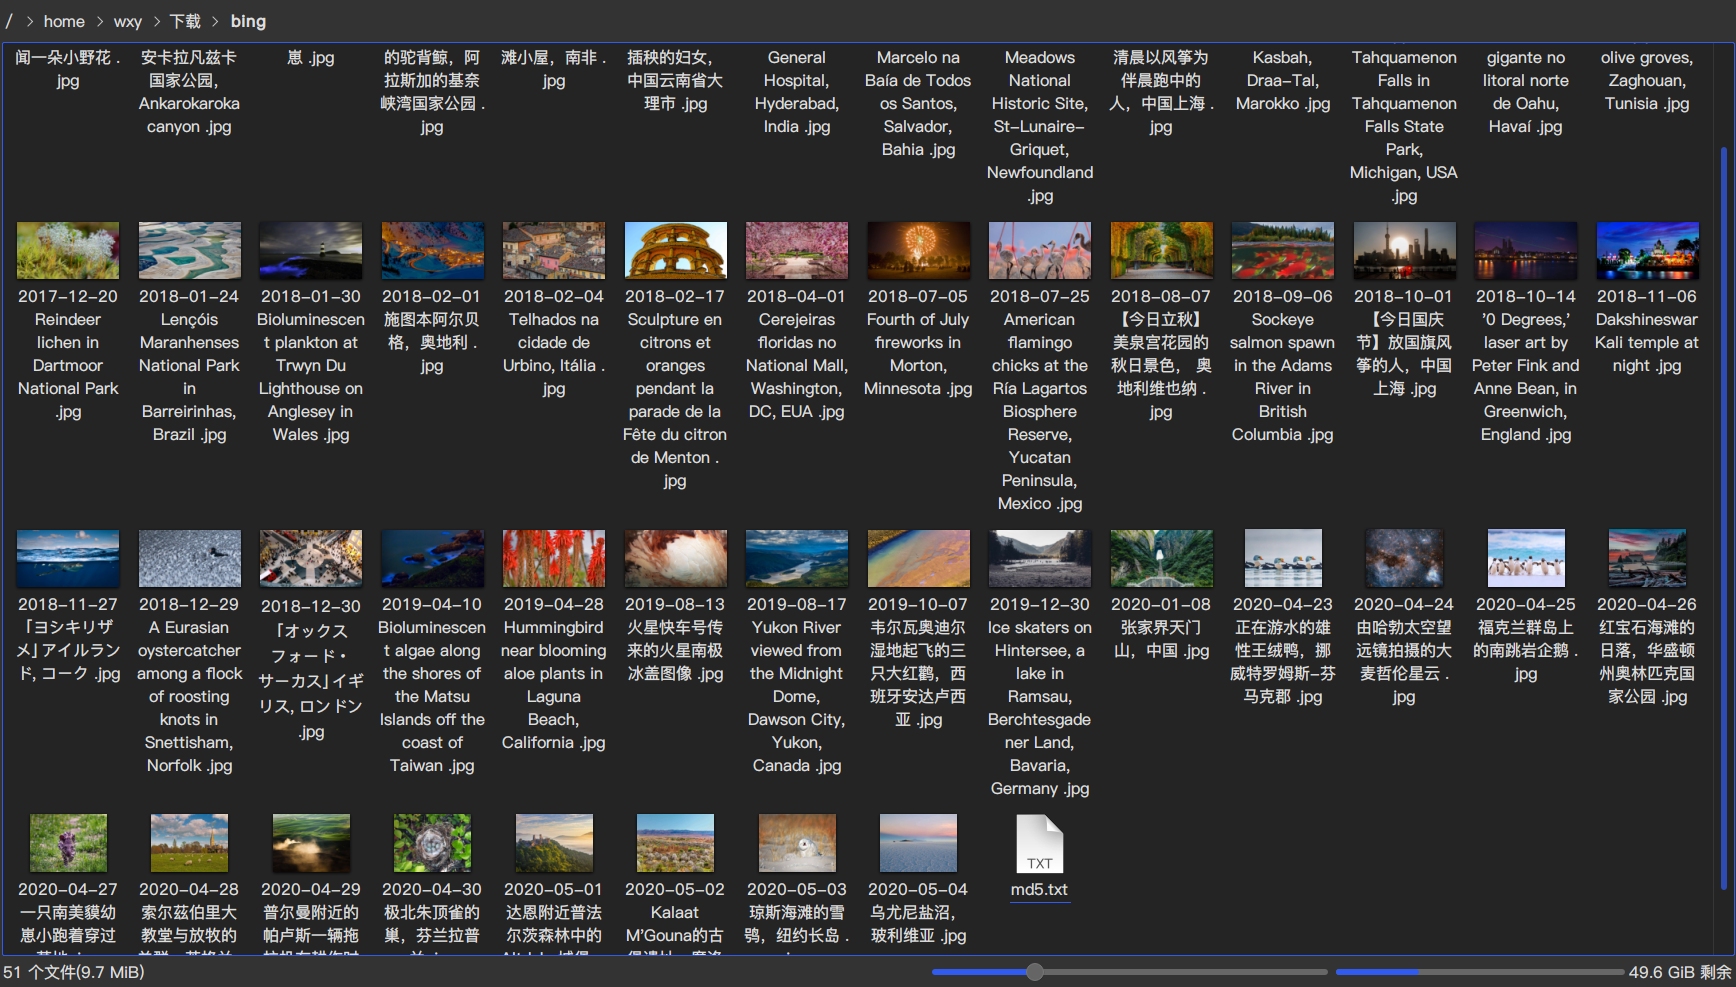 / > home > wxy > 下载 > bing
闻一朵小野花 .
jpg
安卡拉凡兹卡
国家公园，
Ankarokaroka
canyon .jpg
崽 .jpg
的驼背鲸，阿
拉斯加的基奈
峡湾国家公园 .
jpg
滩小屋，南非 .
jpg
插秧的妇女，
中国云南省大
理市 .jpg
General
Hospital,
Hyderabad,
India .jpg
Marcelo na
Baía de Todos
os Santos,
Salvador,
Bahia .jpg
Meadows
National
Historic Site,
St-Lunaire-
Griquet,
Newfoundland
.jpg
清晨以风筝为
伴晨跑中的
人，中国上海 .
jpg
Kasbah,
Draa-Tal,
Marokko .jpg
Tahquamenon
Falls in
Tahquamenon
Falls State
Park,
Michigan, USA
.jpg
gigante no
litoral norte
de Oahu,
Havaí .jpg
olive groves,
Zaghouan,
Tunisia .jpg
2017-12-20
Reindeer
lichen in
Dartmoor
National Park
.jpg
2018-01-24
Lençóis
Maranhenses
National Park
in
Barreirinhas,
Brazil .jpg
2018-01-30
Bioluminescen
t plankton at
Trwyn Du
Lighthouse on
Anglesey in
Wales .jpg
2018-02-01
施图本阿尔贝
格，奥地利 .
jpg
2018-02-04
Telhados na
cidade de
Urbino, Itália .
jpg
2018-02-17
Sculpture en
citrons et
oranges
pendant la
parade de la
Fête du citron
de Menton .
jpg
2018-04-01
Cerejeiras
floridas no
National Mall,
Washington,
DC, EUA .jpg
2018-07-05
Fourth of July
fireworks in
Morton,
Minnesota .jpg
2018-07-25
American
flamingo
chicks at the
Ría Lagartos
Biosphere
Reserve,
Yucatan
Peninsula,
Mexico .jpg
2018-08-07
【今日立秋】
美泉宫花园的
秋日景色， 奥
地利维也纳 .
jpg
2018-09-06
Sockeye
salmon spawn
in the Adams
River in
British
Columbia .jpg
2018-10-01
【今日国庆
节】放国旗风
筝的人，中国
上海 .jpg
2018-10-14
'0 Degrees,'
laser art by
Peter Fink and
Anne Bean, in
Greenwich,
England .jpg
2018-11-06
Dakshineswar
Kali temple at
night .jpg
2018-11-27
「ヨシキリザ
メ」アイルラン
ド, コーク .jpg
2018-12-29
A Eurasian
oystercatcher
among a flock
of roosting
knots in
Snettisham,
Norfolk .jpg
2018-12-30
「オックス
フォード・
サーカス」イギ
リス, ロンドン
.jpg
2019-04-10
Bioluminescen
t algae along
the shores of
the Matsu
Islands off the
coast of
Taiwan .jpg
2019-04-28
Hummingbird
near blooming
aloe plants in
Laguna
Beach,
California .jpg
2019-08-13
火星快车号传
来的火星南极
冰盖图像 .jpg
2019-08-17
Yukon River
viewed from
the Midnight
Dome,
Dawson City,
Yukon,
Canada .jpg
2019-10-07
韦尔瓦奥迪尔
湿地起飞的三
只大红鹳，西
班牙安达卢西
亚 .jpg
2019-12-30
Ice skaters on
Hintersee, a
lake in
Ramsau,
Berchtesgade
ner Land,
Bavaria,
Germany .jpg
2020-01-08
张家界天门
山，中国 .jpg
2020-04-23
正在游水的雄
性王绒鸭，挪
威特罗姆斯-芬
马克郡 .jpg
2020-04-24
由哈勃太空望
远镜拍摄的大
麦哲伦星云 .
jpg
2020-04-25
福克兰群岛上
的南跳岩企鹅 .
jpg
2020-04-26
红宝石海滩的
日落，华盛顿
州奥林匹克国
家公园 .jpg
2020-04-27
一只南美貘幼
崽小跑着穿过
2020-04-28
索尔兹伯里大
教堂与放牧的
2020-04-29
普尔曼附近的
帕卢斯一辆拖
2020-04-30
极北朱顶雀的
巢，芬兰拉普
2020-05-01
达恩附近普法
尔茨森林中的
2020-05-02
Kalaat
M'Gouna的古
2020-05-03
琼斯海滩的雪
鸮，纽约长岛 .
2020-05-04
乌尤尼盐沼，
玻利维亚 .jpg
TXT
md5.txt
51 个文件(9.7 MiB)
49.6 GiB 剩余